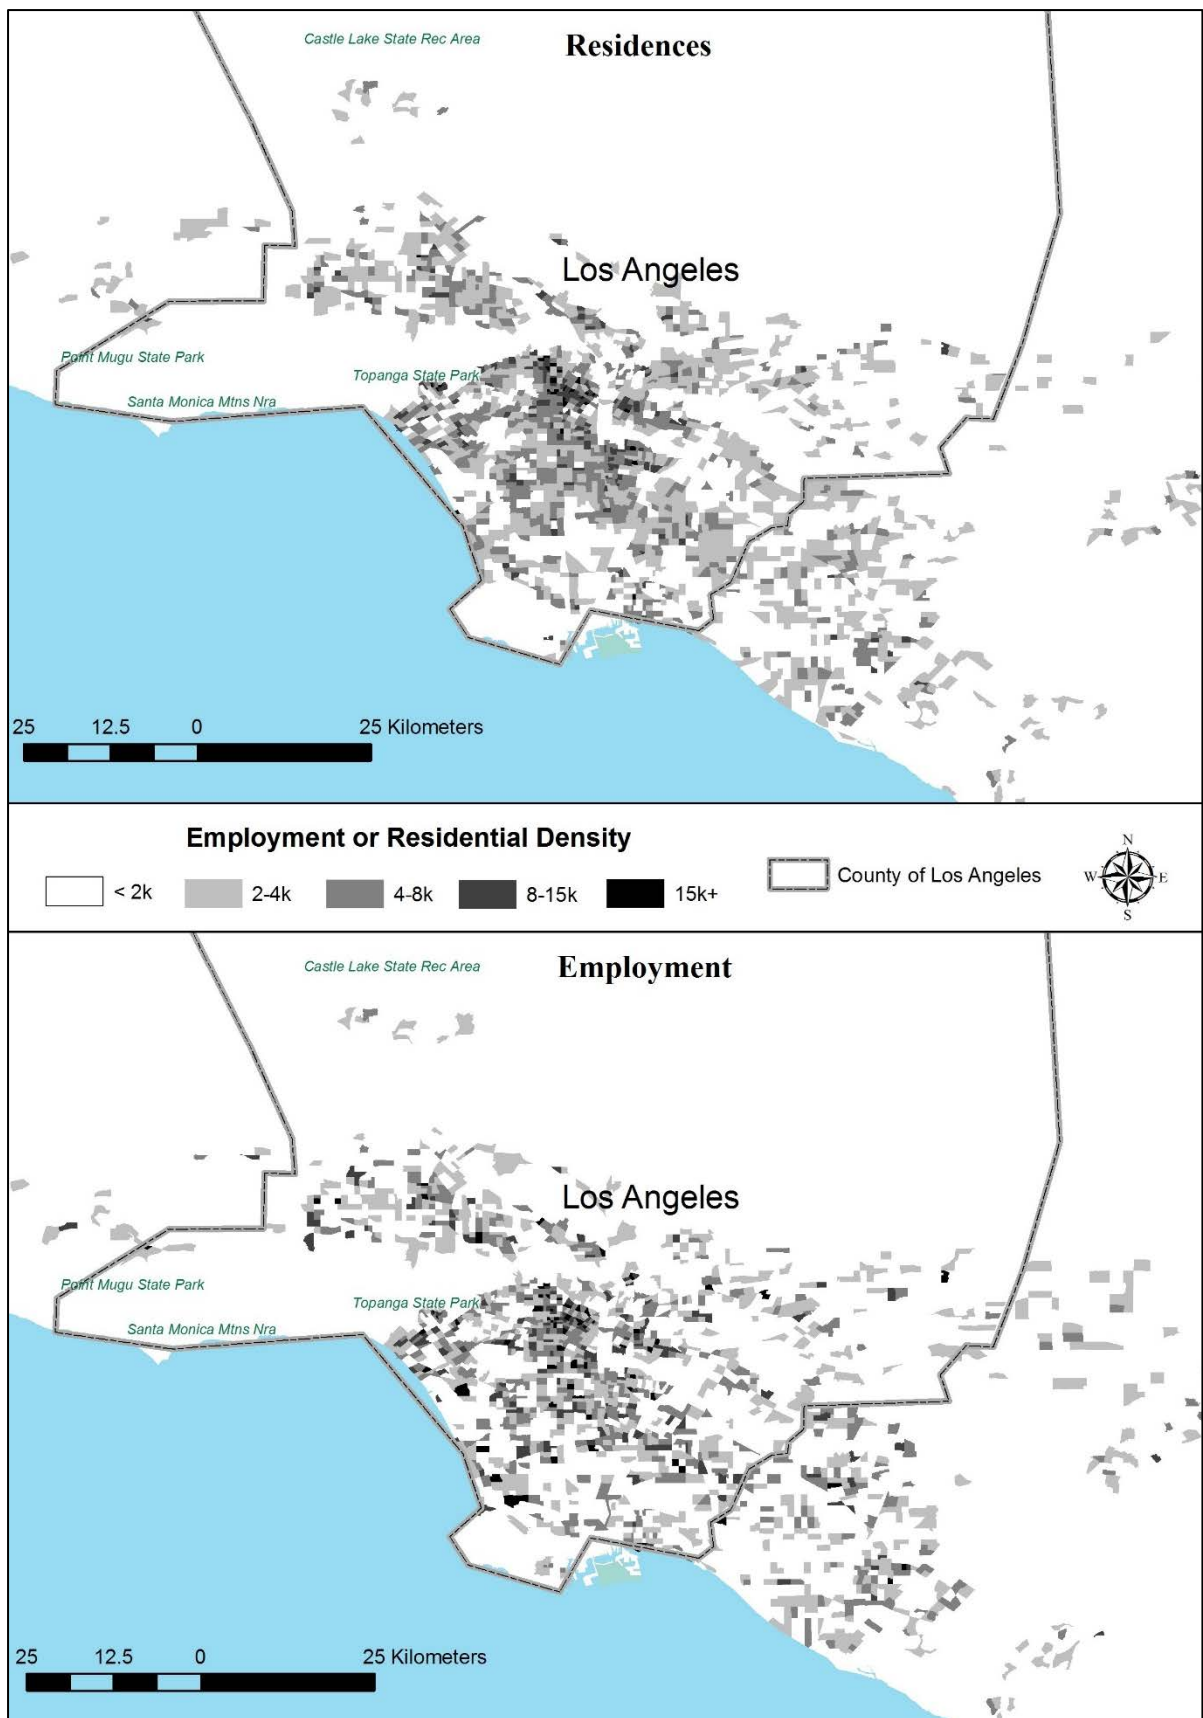 Castle Lake State Rec Area
Residences
Los Angeles
Point Mugu State Park
Topanga State Park
Santa Monica Mtns Nra
25 12.5 0 25 Kilometers
Employment or Residential Density
< 2k 2-4k 4-8k 8-15k 15k+
County of Los Angeles
N
W E
S
Castle Lake State Rec Area
Employment
Los Angeles
Point Mugu State Park
Topanga State Park
Santa Monica Mtns Nra
25 12.5 0 25 Kilometers